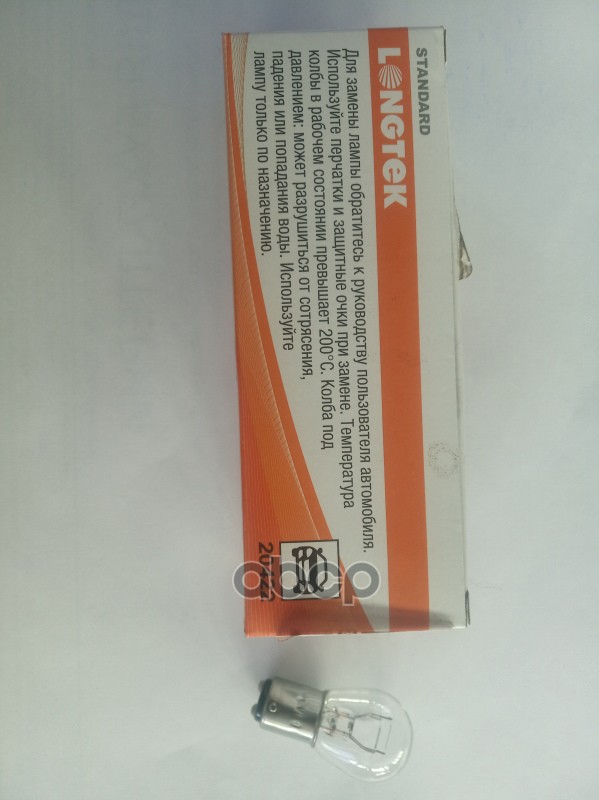 STANDARD
LONGTEK
Для замены лампы обратитесь к руководству пользователя автомобиля.
Используйте перчатки и защитные очки при замене. Температура
колбы в рабочем состоянии превышает 200°C. Колба под
давлением: может разрушиться от сотрясения,
падения или попадания воды. Используйте
лампу только по назначению.
20422